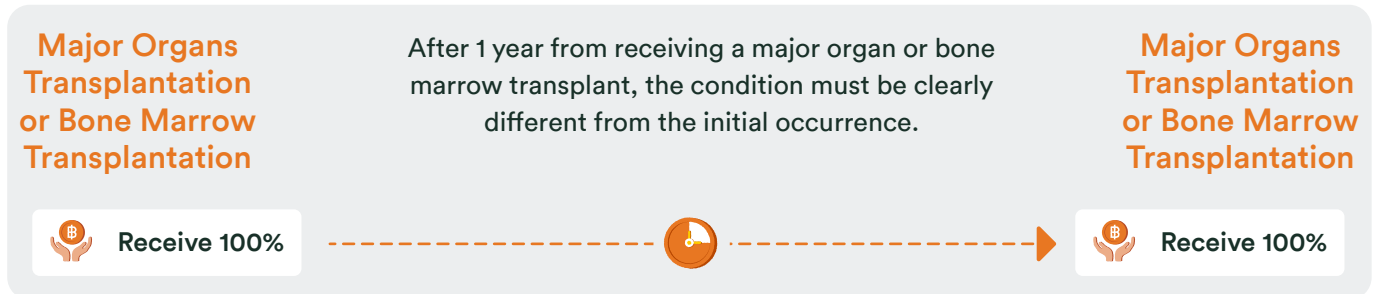 Major Organs
Transplantation
or Bone Marrow
Transplantation
After 1 year from receiving a major organ or bone
marrow transplant, the condition must be clearly
different from the initial occurrence.
Major Organs
Transplantation
or Bone Marrow
Transplantation
฿
Receive 100%
฿
Receive 100%